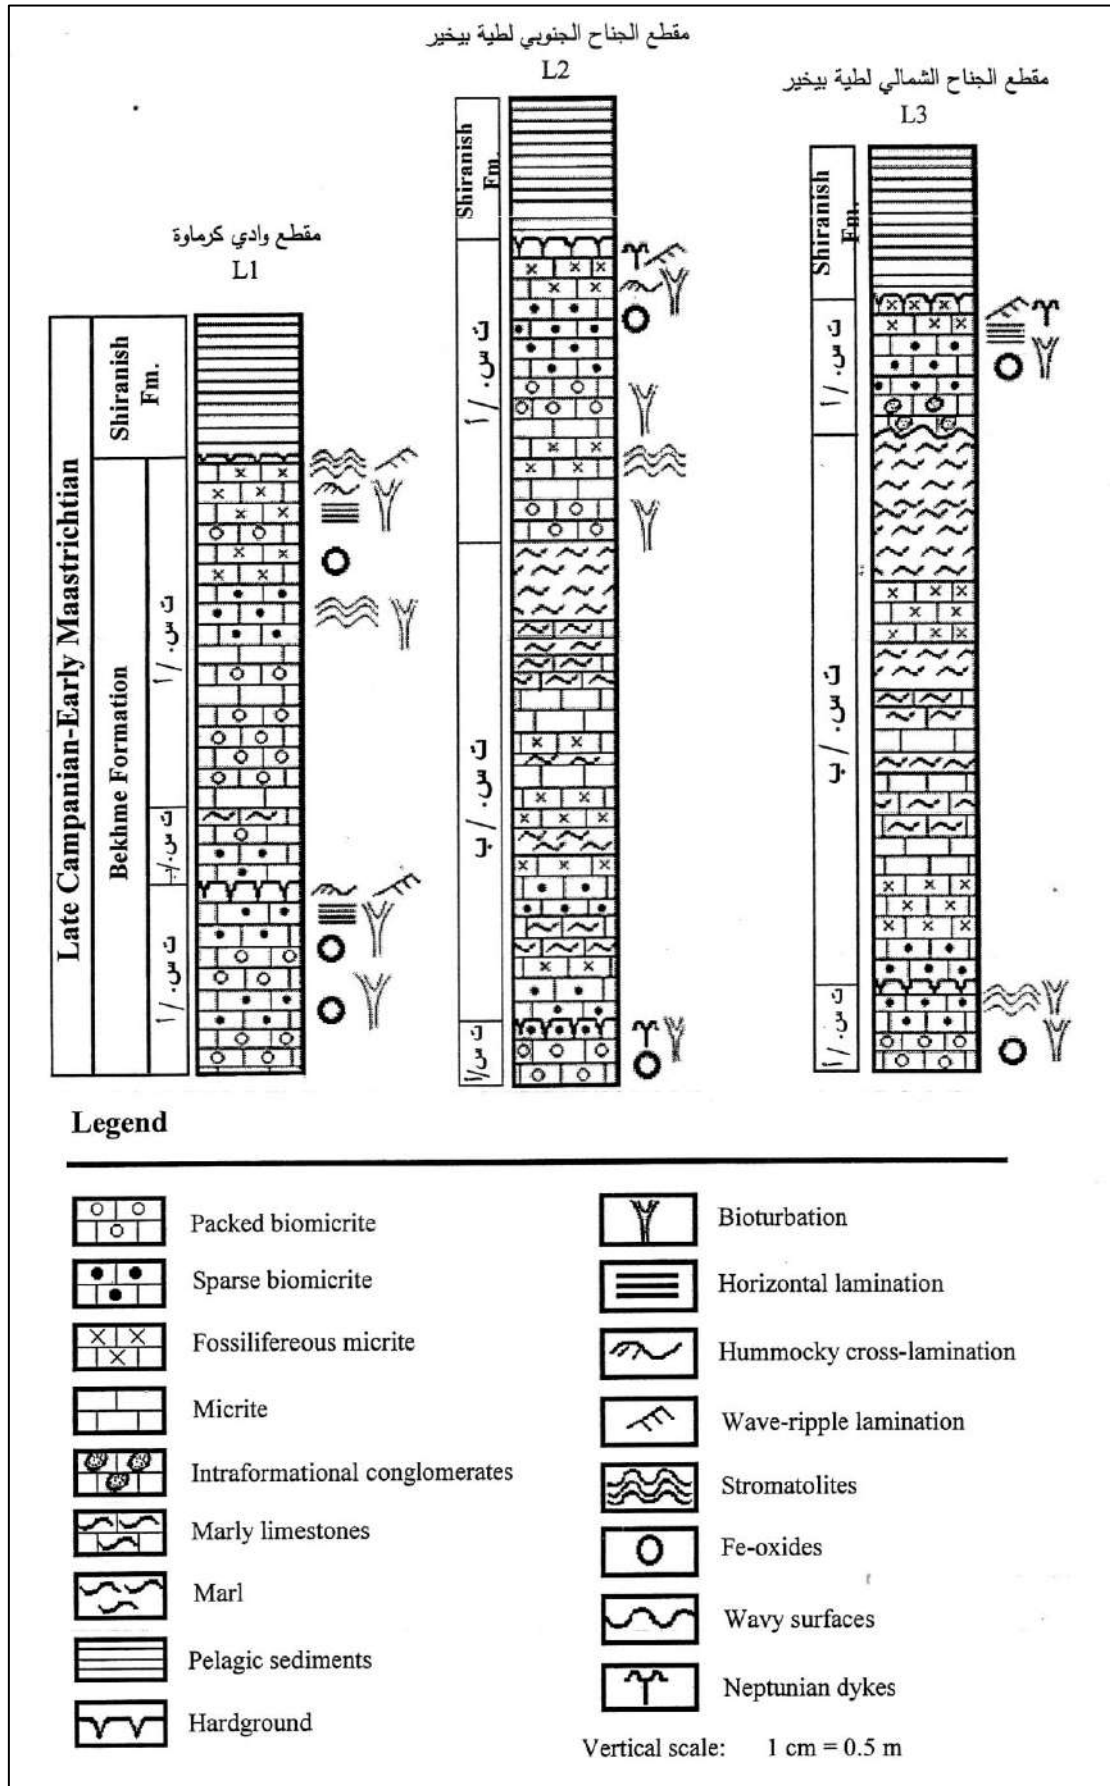 مقطع الجناح الجنوبي لطية بيخير
L2
مقطع الجناح الشمالي لطية بيخير
L3
مقطع وادي كرماوة
L1
Late Campanian-Early Maastrichtian
Shiranish Fm.
Bekhme Formation
ت س. / أ
ت س. /
ت س. / أ
Shiranish Fm.
ت س. / أ
ت س. / ب
ت س/أ
Shiranish Fm.
ت س. / أ
ت س. / ب
ت س. / أ
Legend
Packed biomicrite
Sparse biomicrite
Fossilifereous micrite
Micrite
Intraformational conglomerates
Marly limestones
Marl
Pelagic sediments
Hardground
Bioturbation
Horizontal lamination
Hummocky cross-lamination
Wave-ripple lamination
Stromatolites
Fe-oxides
Wavy surfaces
Neptunian dykes
Vertical scale: 1 cm = 0.5 m